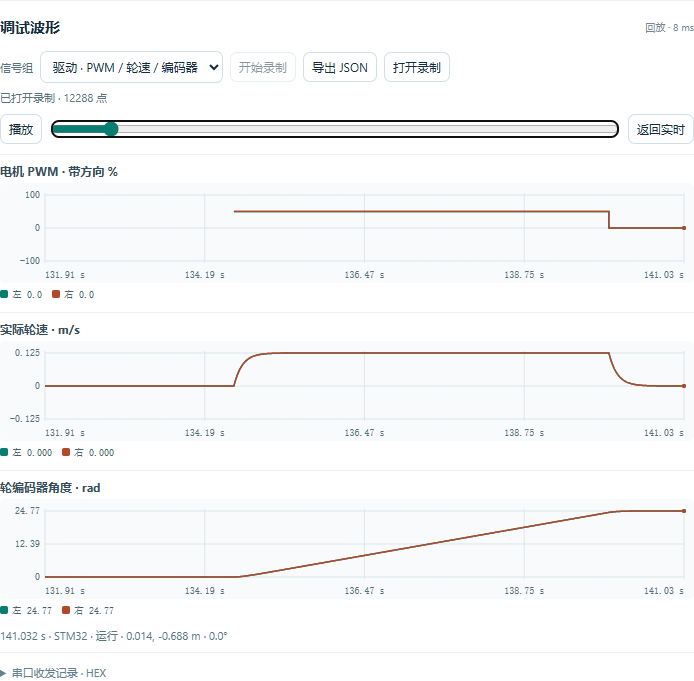 调试波形 回放 · 8 ms
信号组 驱动 · PWM / 轮速 / 编码器 开始录制 导出 JSON 打开录制
已打开录制 · 12288 点
播放 返回实时
电机 PWM · 带方向 %
100
0
−100
131.91 s 134.19 s 136.47 s 138.75 s 141.03 s
左 0.0 右 0.0
实际轮速 · m/s
0.125
0
−0.125
131.91 s 134.19 s 136.47 s 138.75 s 141.03 s
左 0.000 右 0.000
轮编码器角度 · rad
24.77
12.39
0
131.91 s 134.19 s 136.47 s 138.75 s 141.03 s
左 24.77 右 24.77
141.032 s · STM32 · 运行 · 0.014, -0.688 m · 0.0°
串口收发记录 · HEX